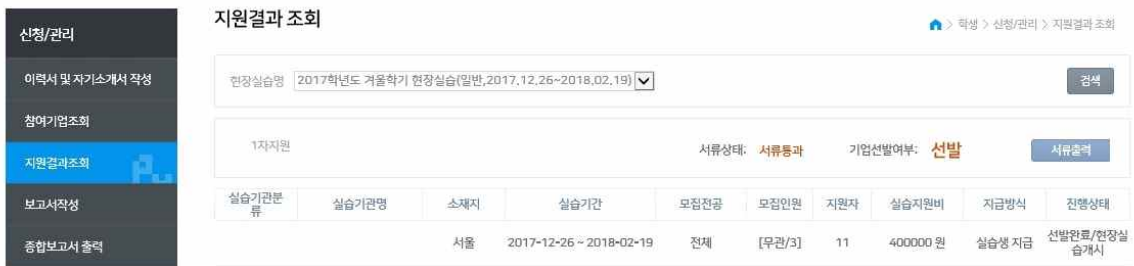 신청/관리
이력서 및 자기소개서 작성
참여기업조회
지원결과조회
보고서작성
종합보고서 출력
지원결과 조회
> 학생 > 신청/관리 > 지원결과 조회
현장실습명 2017학년도 겨울학기 현장실습(일반,2017.12.26~2018.02.19) 검색
1차지원 서류상태: 서류통과 기업선발여부: 선발 서류출력
실습기관분류 실습기관명 소재지 실습기간 모집전공 모집인원 지원자 실습지원비 지급방식 진행상태
서울 2017-12-26 ~ 2018-02-19 전체 [무관/3] 11 400000 원 실습생 지급 선발완료/현장실습개시